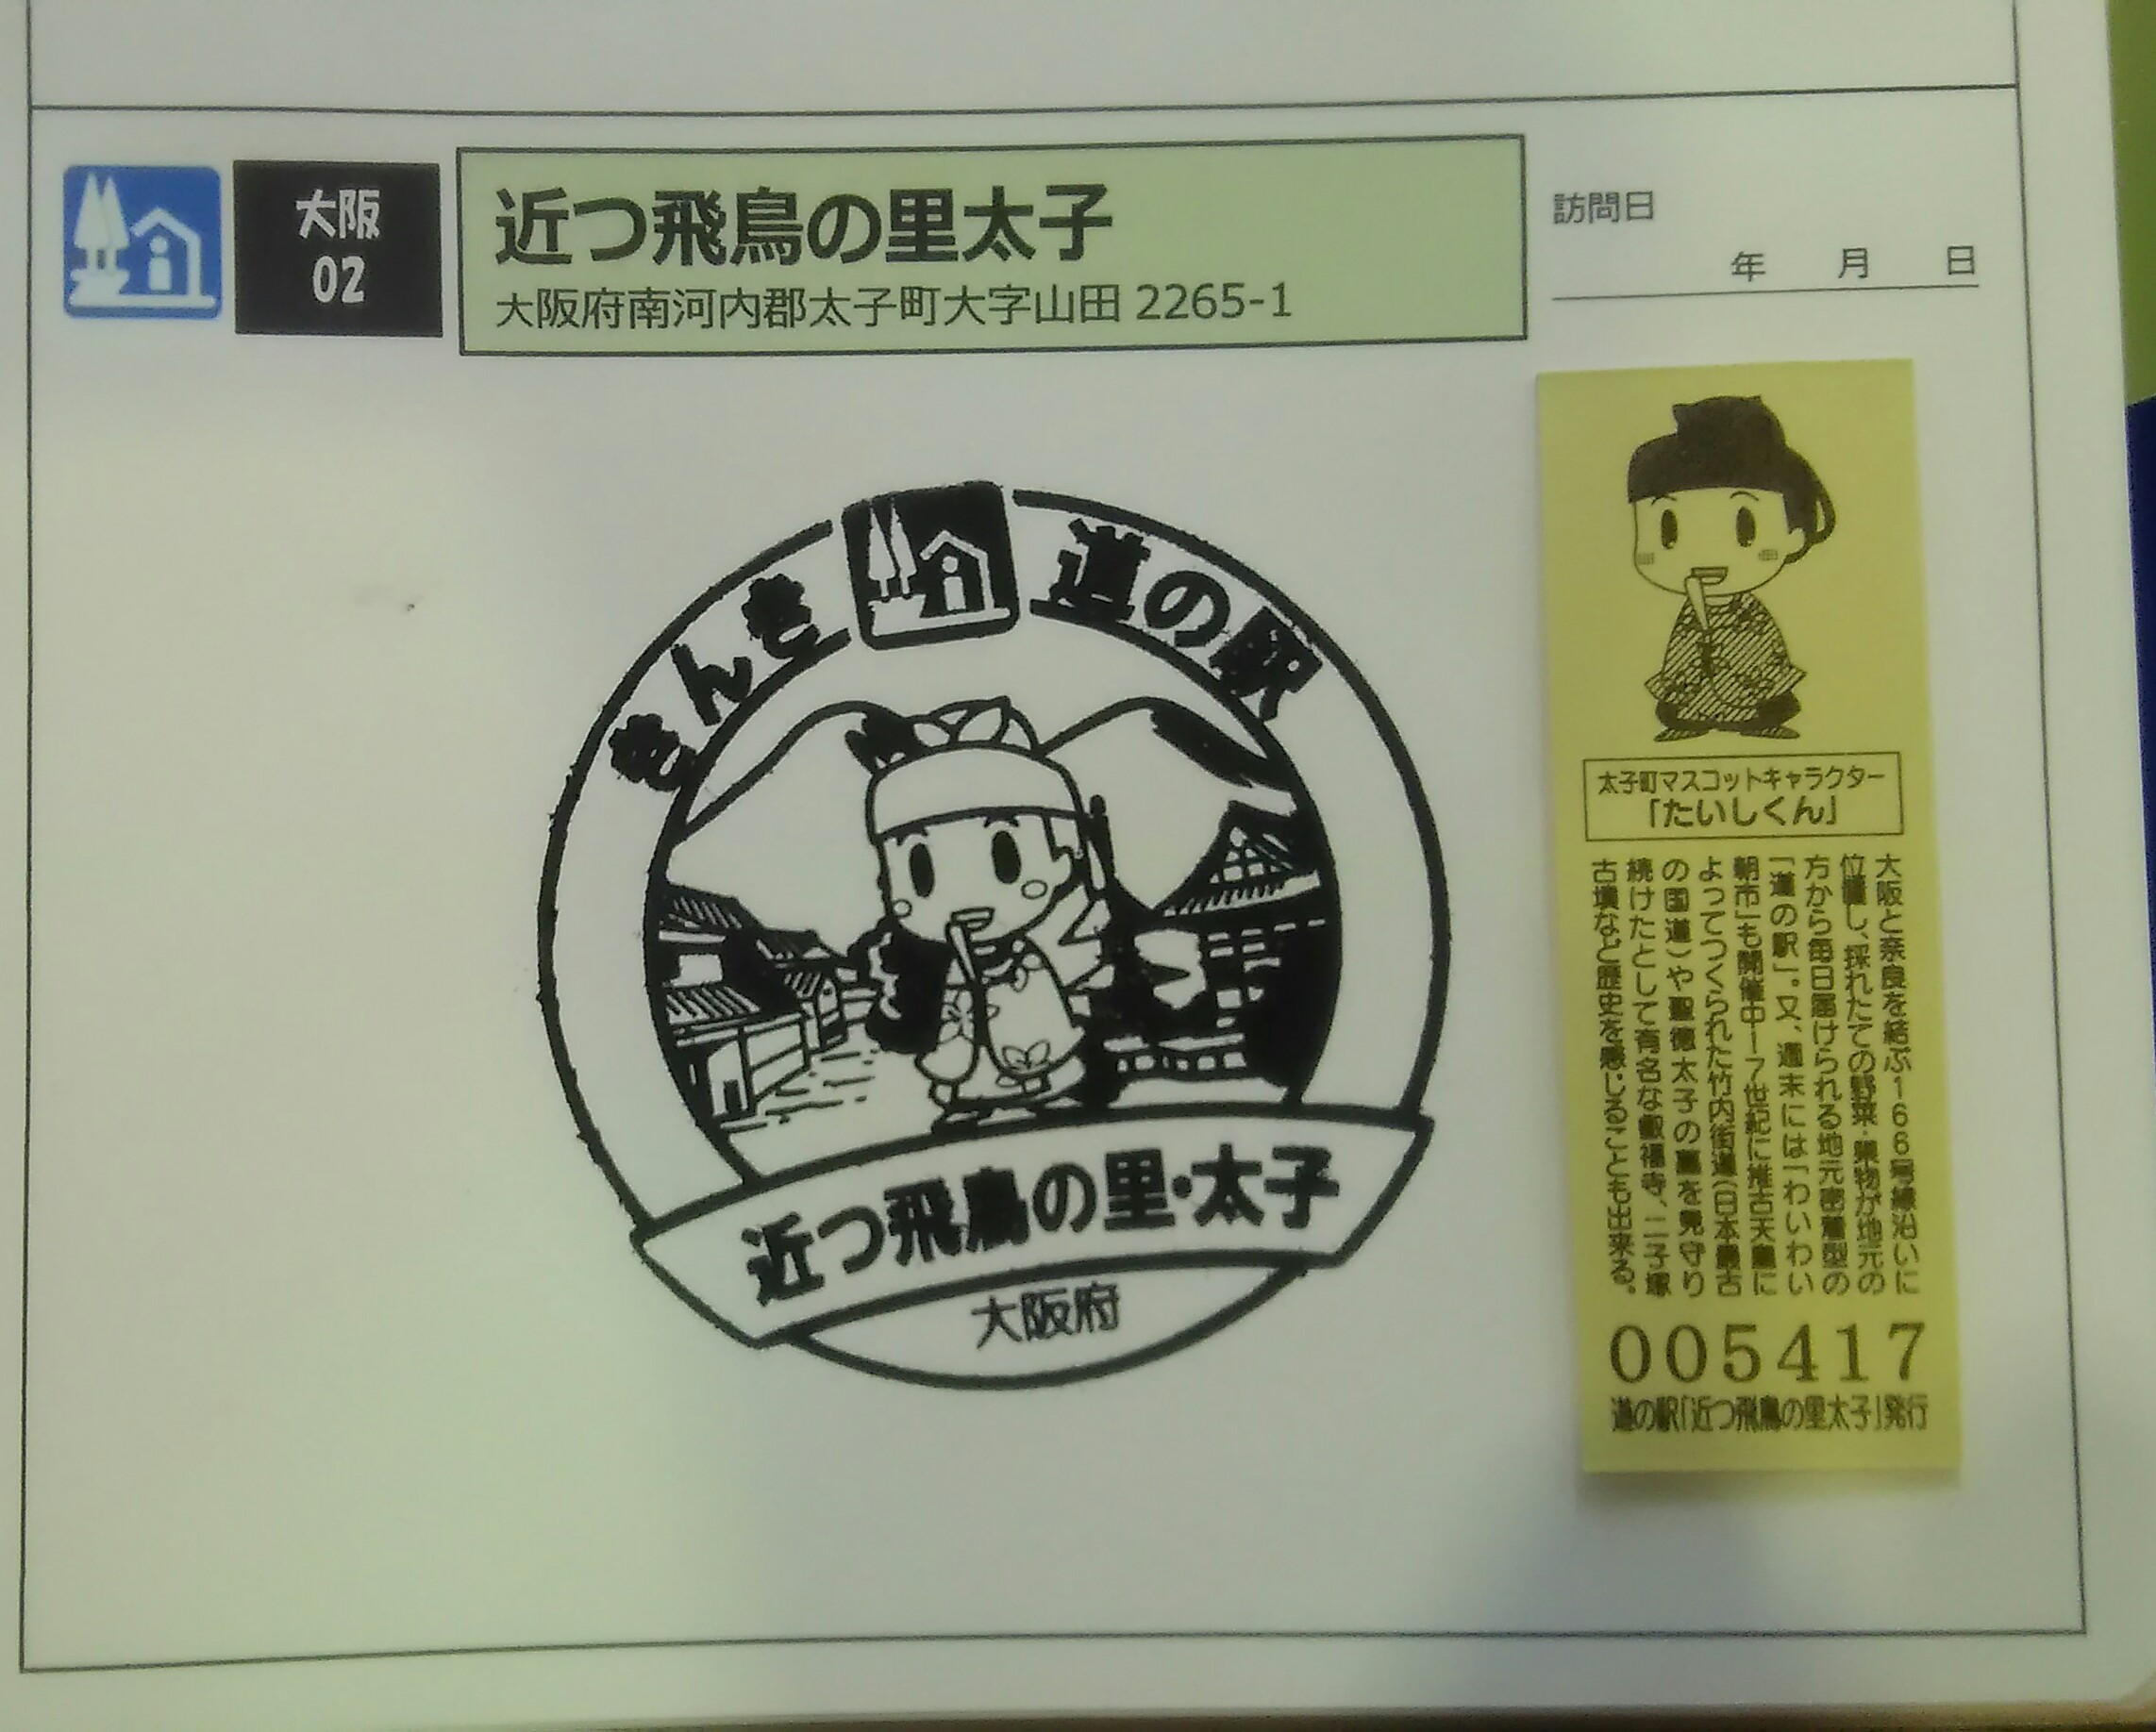 大阪
02
近つ飛鳥の里太子
大阪府南河内郡太子町大字山田 2265-1
訪問日
年 月 日
きんき 道の駅
近つ飛鳥の里・太子
大阪府
太子町マスコットキャラクター
「たいしくん」
大阪と奈良を結ぶ166号線沿いに
位置し、採れたての野菜・果物が地元の
方から毎日届けられる地元密着型の
「道の駅」。又、週末には「わいわい
朝市」も開催中！7世紀に推古天皇に
よってつくられた竹内街道(日本最古
の国道)や聖徳太子の墓を見守り
続けたとして有名な叡福寺、二子塚
古墳など歴史を感じることも出来る。
005417
道の駅「近つ飛鳥の里太子」発行